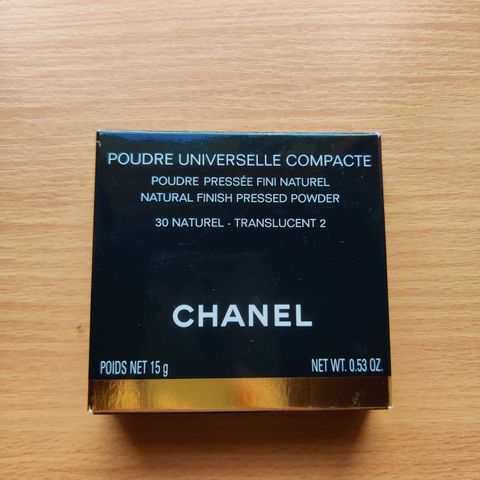 POUDRE UNIVERSELLE COMPACTE
POUDRE PRESSÉE FINI NATUREL
NATURAL FINISH PRESSED POWDER
30 NATUREL - TRANSLUCENT 2
CHANEL
POIDS NET 15 g NET WT. 0.53 OZ.